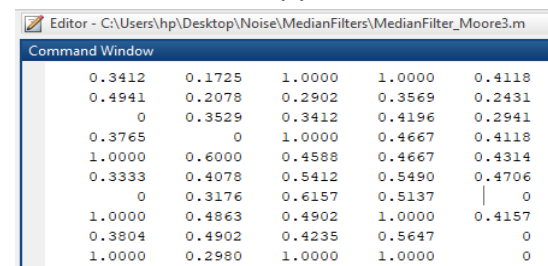 Editor - C:\Users\hp\Desktop\Noise\MedianFilters\MedianFilter_Moore3.m
Command Window
0.3412 0.1725 1.0000 1.0000 0.4118
0.4941 0.2078 0.2902 0.3569 0.2431
0 0.3529 0.3412 0.4196 0.2941
0.3765 0 1.0000 0.4667 0.4118
1.0000 0.6000 0.4588 0.4667 0.4314
0.3333 0.4078 0.5412 0.5490 0.4706
0 0.3176 0.6157 0.5137 0
1.0000 0.4863 0.4902 1.0000 0.4157
0.3804 0.4902 0.4235 0.5647 0
1.0000 0.2980 1.0000 1.0000 0